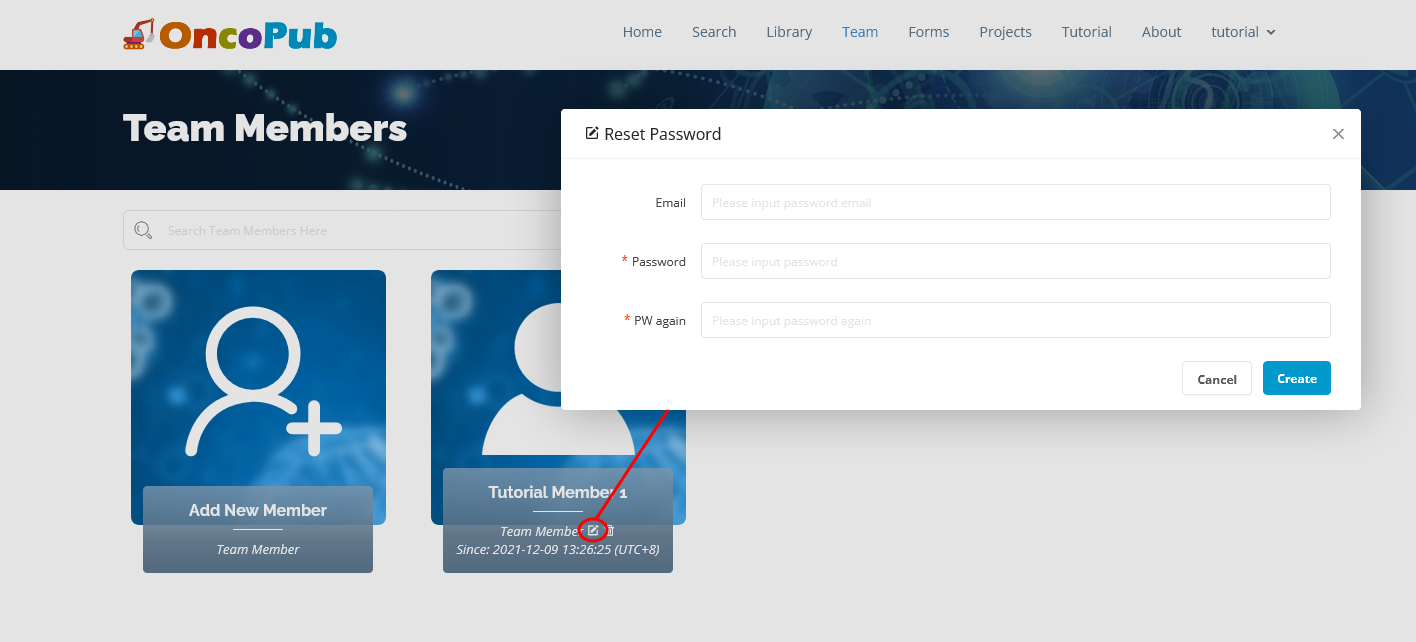 OncoPub
Home Search Library Team Forms Projects Tutorial About tutorial
Team Members
Reset Password
Email Please input password email
* Password Please input password
* PW again Please input password again
Cancel Create
Search Team Members Here
Add New Member
Team Member
Tutorial Member 1
Team Member
Since: 2021-12-09 13:26:25 (UTC+8)